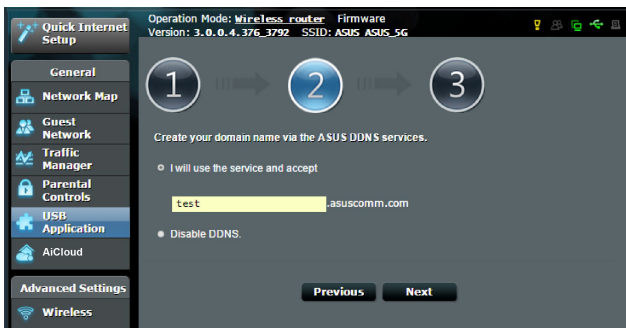 Quick Internet
Setup
Operation Mode: Wireless router Firmware
Version: 3.0.0.4.376_3792 SSID: ASUS ASUS_5G
General
Network Map
Guest
Network
Traffic
Manager
Parental
Controls
USB
Application
AiCloud
Advanced Settings
Wireless
1
2
3
Create your domain name via the ASUS DDNS services.
I will use the service and accept
test .asuscomm.com
Disable DDNS.
Previous Next